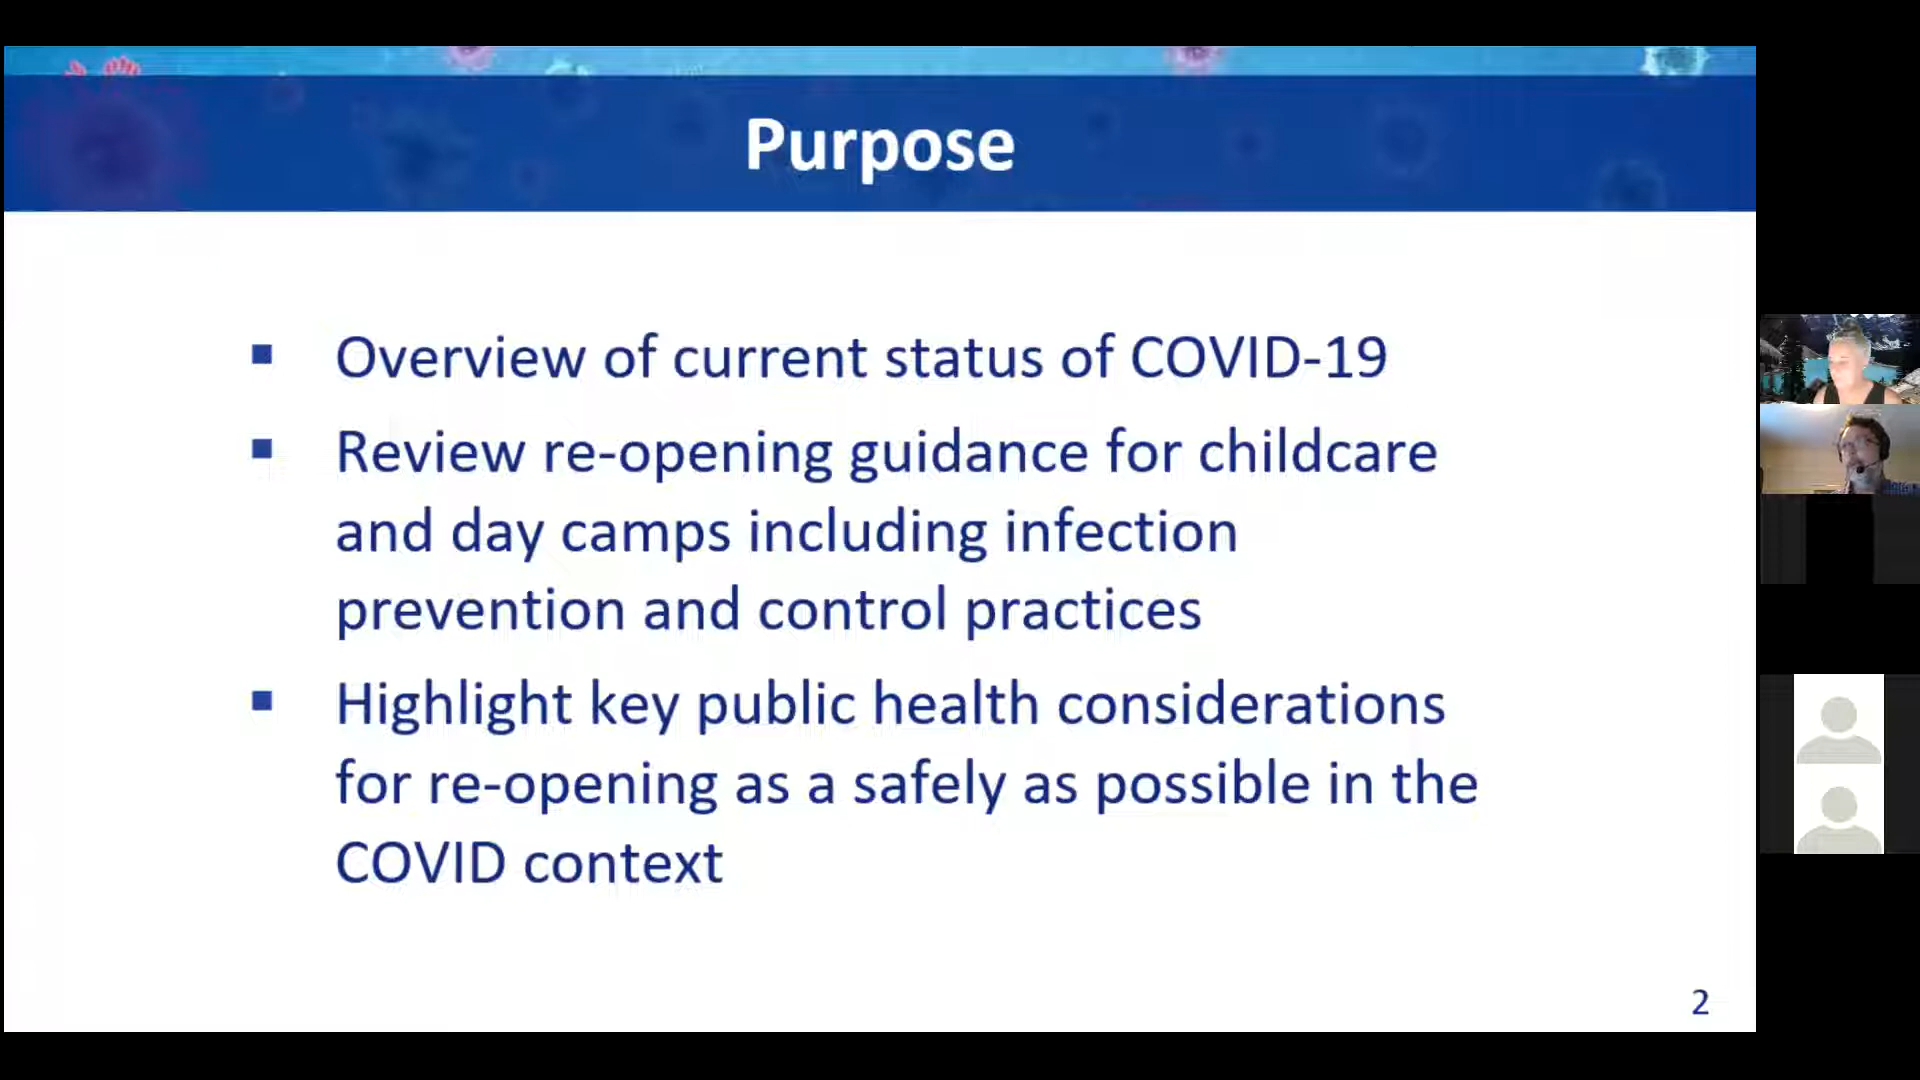 Purpose
▪ Overview of current status of COVID-19
▪ Review re-opening guidance for childcare
and day camps including infection
prevention and control practices
▪ Highlight key public health considerations
for re-opening as a safely as possible in the
COVID context
2